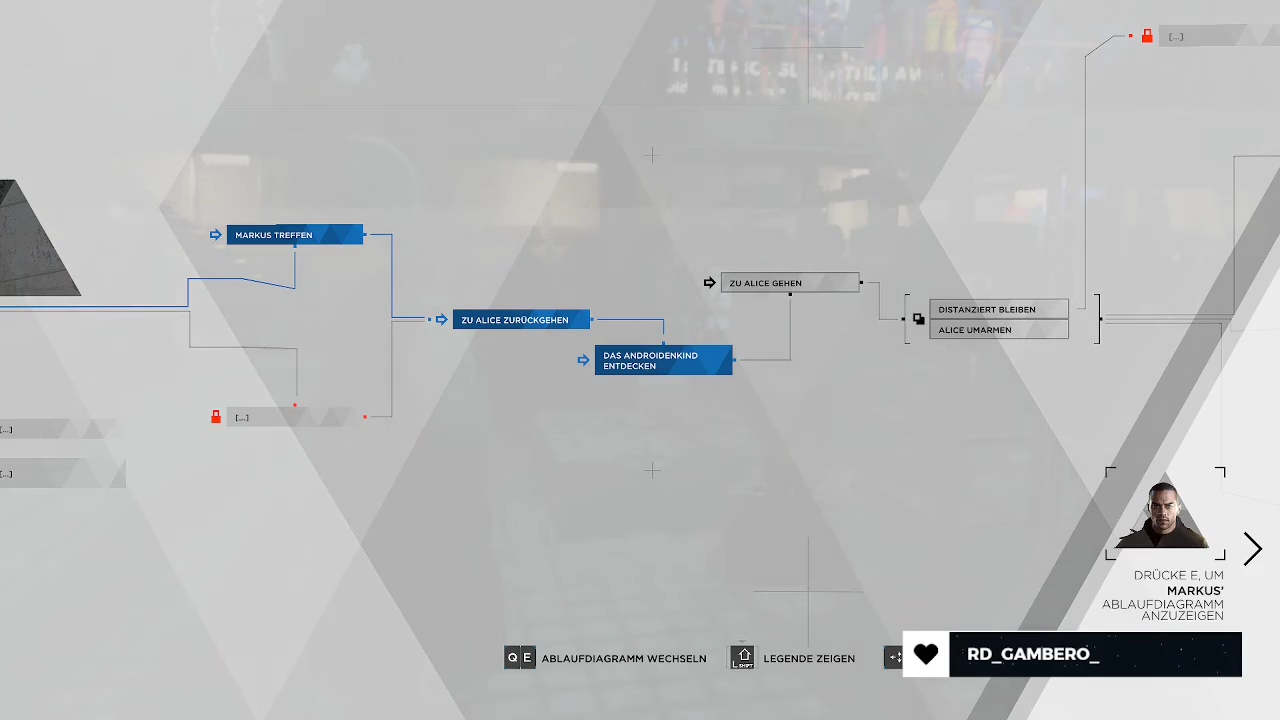 [...]
MARKUS TREFFEN
ZU ALICE GEHEN
DISTANZIERT BLEIBEN
ZU ALICE ZURÜCKGEHEN
ALICE UMARMEN
DAS ANDROIDENKIND
ENTDECKEN
[...]
[...]
[...]
DRÜCKE E, UM
MARKUS'
ABLAUFDIAGRAMM
ANZUZEIGEN
Q E ABLAUFDIAGRAMM WECHSELN
L SHIFT LEGENDE ZEIGEN
RD_GAMBERO_